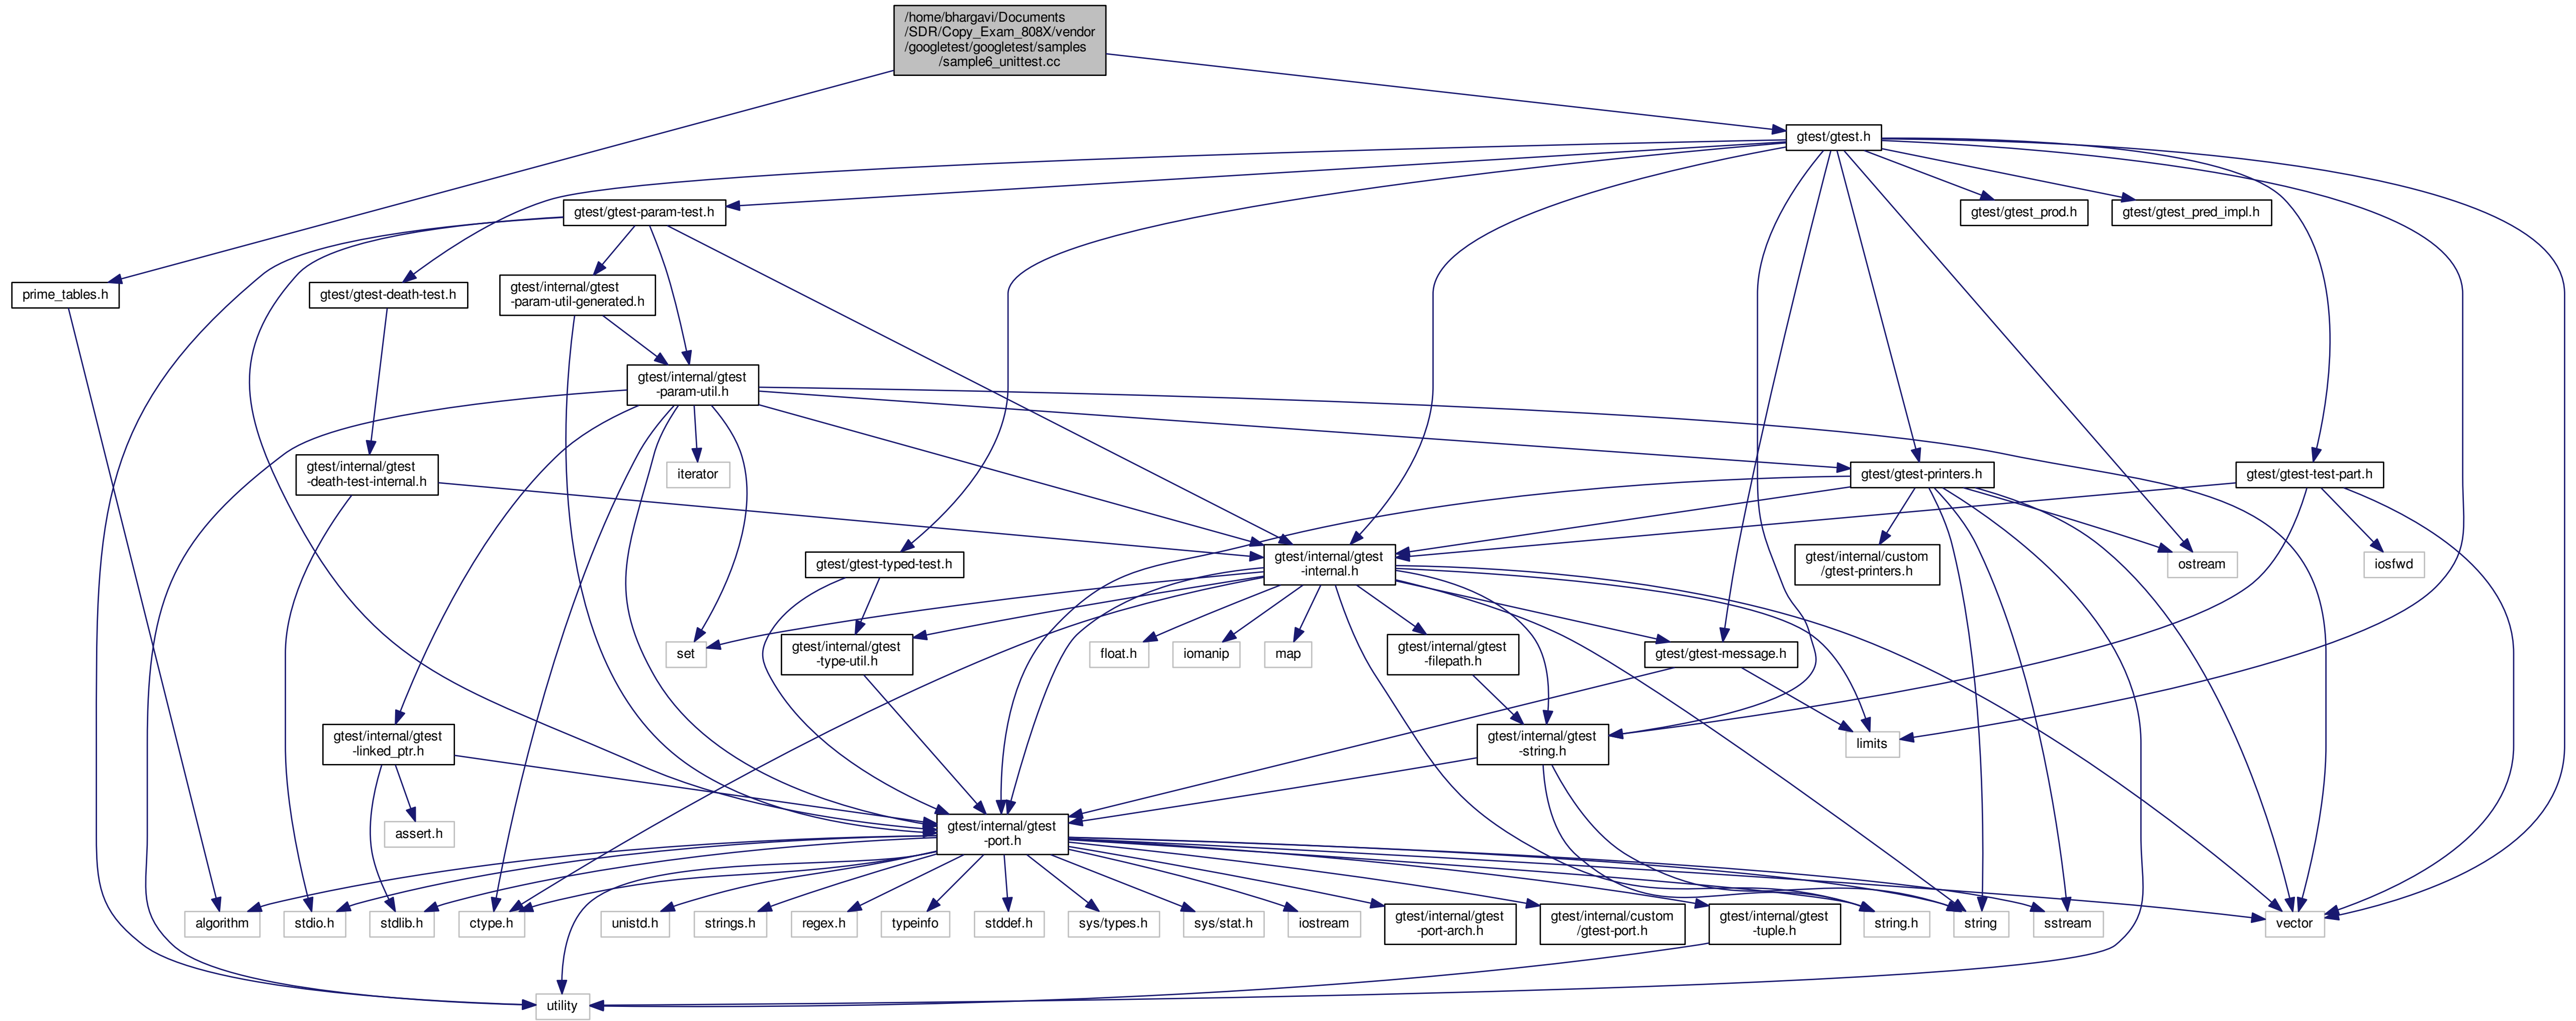 /home/bhargavi/Documents
/SDR/Copy_Exam_808X/vendor
/googletest/googletest/samples
/sample6_unittest.cc
gtest/gtest.h
gtest/gtest-param-test.h
gtest/gtest_prod.h
gtest/gtest_pred_impl.h
prime_tables.h
gtest/gtest-death-test.h
gtest/internal/gtest
-param-util-generated.h
gtest/internal/gtest
-param-util.h
gtest/internal/gtest
-death-test-internal.h
iterator
gtest/gtest-printers.h
gtest/gtest-test-part.h
gtest/gtest-typed-test.h
gtest/internal/gtest
-internal.h
gtest/internal/custom
/gtest-printers.h
ostream
iosfwd
set
gtest/internal/gtest
-type-util.h
float.h
iomanip
map
gtest/internal/gtest
-filepath.h
gtest/gtest-message.h
gtest/internal/gtest
-linked_ptr.h
gtest/internal/gtest
-string.h
limits
assert.h
gtest/internal/gtest
-port.h
algorithm
stdio.h
stdlib.h
ctype.h
unistd.h
strings.h
regex.h
typeinfo
stddef.h
sys/types.h
sys/stat.h
iostream
gtest/internal/gtest
-port-arch.h
gtest/internal/custom
/gtest-port.h
gtest/internal/gtest
-tuple.h
string.h
string
sstream
vector
utility